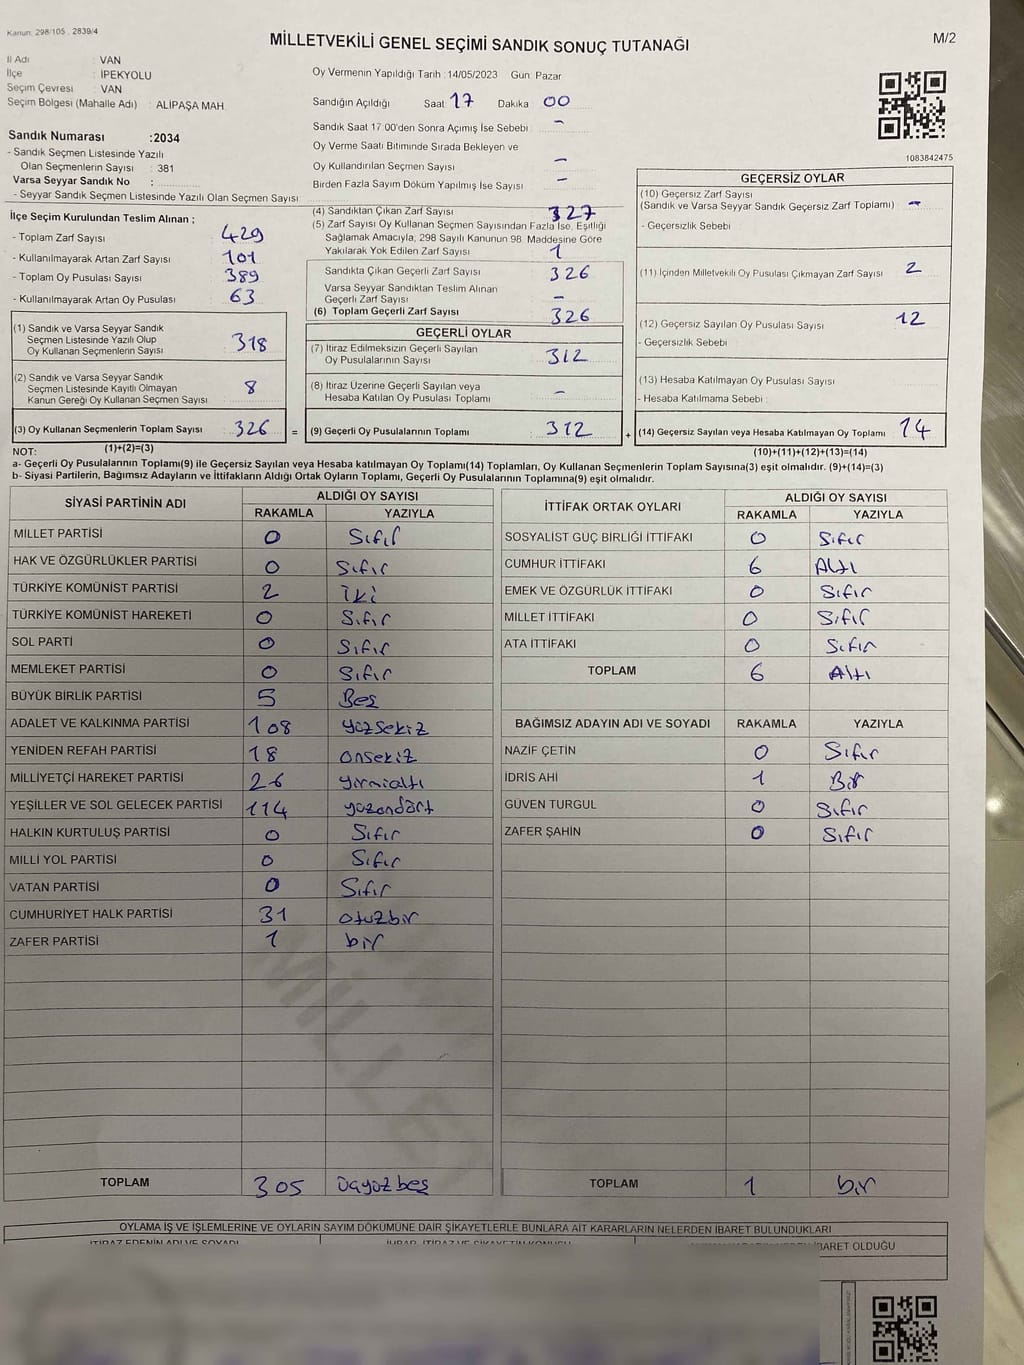 Kanun. 298/105 . 2839/4
MİLLETVEKİLİ GENEL SEÇİMİ SANDIK SONUÇ TUTANAĞI
M/2
İl Adı : VAN
İlçe : İPEKYOLU
Seçim Çevresi : VAN
Seçim Bölgesi (Mahalle Adı) : ALİPAŞA MAH.
Sandık Numarası :2034
- Sandık Seçmen Listesinde Yazılı
Olan Seçmenlerin Sayısı : 381
Varsa Seyyar Sandık No :
- Seyyar Sandık Seçmen Listesinde Yazılı Olan Seçmen Sayısı
Oy Vermenin Yapıldığı Tarih : 14/05/2023 Gün: Pazar
Sandığın Açıldığı Saat 17 Dakika 00
Sandık Saat 17:00'den Sonra Açımış İse Sebebi : -
Oy Verme Saati Bitiminde Sırada Bekleyen ve
Oy Kullandırılan Seçmen Sayısı : -
Birden Fazla Sayım Döküm Yapılmış İse Sayısı : -
1083842475
İlçe Seçim Kurulundan Teslim Alınan ;
- Toplam Zarf Sayısı : 429
- Kullanılmayarak Artan Zarf Sayısı : 101
- Toplam Oy Pusulası Sayısı : 389
- Kullanılmayarak Artan Oy Pusulası : 63
(1) Sandık ve Varsa Seyyar Sandık
Seçmen Listesinde Yazılı Olup
Oy Kullanan Seçmenlerin Sayısı : 318
(2) Sandık ve Varsa Seyyar Sandık
Seçmen Listesinde Kayıtlı Olmayan
Kanun Gereği Oy Kullanan Seçmen Sayısı : 8
(3) Oy Kullanan Seçmenlerin Toplam Sayısı : 326 =
(1)+(2)=(3)
(4) Sandıktan Çıkan Zarf Sayısı : 327
(5) Zarf Sayısı Oy Kullanan Seçmen Sayısından Fazla İse, Eşitliği
Sağlamak Amacıyla; 298 Sayılı Kanunun 98. Maddesine Göre
Yakılarak Yok Edilen Zarf Sayısı : 1
Sandıkta Çıkan Geçerli Zarf Sayısı : 326
Varsa Seyyar Sandıktan Teslim Alınan
Geçerli Zarf Sayısı : -
(6) Toplam Geçerli Zarf Sayısı : 326
GEÇERLİ OYLAR
(7) İtiraz Edilmeksizin Geçerli Sayılan
Oy Pusulalarının Sayısı : 312
(8) İtiraz Üzerine Geçerli Sayılan veya
Hesaba Katılan Oy Pusulası Toplamı : -
(9) Geçerli Oy Pusulalarının Toplamı : 312 +
GEÇERSİZ OYLAR
(10) Geçersiz Zarf Sayısı
(Sandık ve Varsa Seyyar Sandık Geçersiz Zarf Toplamı) : -
- Geçersizlik Sebebi :
(11) İçinden Milletvekili Oy Pusulası Çıkmayan Zarf Sayısı : 2
(12) Geçersiz Sayılan Oy Pusulası Sayısı : 12
- Geçersizlik Sebebi :
(13) Hesaba Katılmayan Oy Pusulası Sayısı :
- Hesaba Katılmama Sebebi :
(14) Geçersiz Sayılan veya Hesaba Katılmayan Oy Toplamı : 14
(10)+(11)+(12)+(13)=(14)
NOT:
a- Geçerli Oy Pusulalarının Toplamı(9) ile Geçersiz Sayılan veya Hesaba katılmayan Oy Toplamı(14) Toplamları, Oy Kullanan Seçmenlerin Toplam Sayısına(3) eşit olmalıdır. (9)+(14)=(3)
b- Siyasi Partilerin, Bağımsız Adayların ve İttifakların Aldığı Ortak Oyların Toplamı, Geçerli Oy Pusulalarının Toplamına(9) eşit olmalıdır.
SİYASİ PARTİNİN ADI ALDIĞI OY SAYISI
RAKAMLA YAZIYLA
MİLLET PARTİSİ 0 Sıfır
HAK VE ÖZGÜRLÜKLER PARTİSİ 0 Sıfır
TÜRKİYE KOMÜNİST PARTİSİ 2 İki
TÜRKİYE KOMÜNİST HAREKETİ 0 Sıfır
SOL PARTİ 0 Sıfır
MEMLEKET PARTİSİ 0 Sıfır
BÜYÜK BİRLİK PARTİSİ 5 Beş
ADALET VE KALKINMA PARTİSİ 108 yüzsekiz
YENİDEN REFAH PARTİSİ 18 onsekiz
MİLLİYETÇİ HAREKET PARTİSİ 26 yirmialtı
YEŞİLLER VE SOL GELECEK PARTİSİ 114 yüzondört
HALKIN KURTULUŞ PARTİSİ 0 Sıfır
MİLLİ YOL PARTİSİ 0 Sıfır
VATAN PARTİSİ 0 Sıfır
CUMHURİYET HALK PARTİSİ 31 otuzbir
ZAFER PARTİSİ 1 bir
TOPLAM 305 üçyüzbeş
İTTİFAK ORTAK OYLARI ALDIĞI OY SAYISI
RAKAMLA YAZIYLA
SOSYALİST GÜÇ BİRLİĞİ İTTİFAKI 0 Sıfır
CUMHUR İTTİFAKI 6 Altı
EMEK VE ÖZGÜRLÜK İTTİFAKI 0 Sıfır
MİLLET İTTİFAKI 0 Sıfır
ATA İTTİFAKI 0 Sıfır
TOPLAM 6 Altı
BAĞIMSIZ ADAYIN ADI VE SOYADI RAKAMLA YAZIYLA
NAZİF ÇETİN 0 Sıfır
İDRİS AHİ 1 Bir
GÜVEN TURGUL 0 Sıfır
ZAFER ŞAHİN 0 Sıfır
TOPLAM 1 bir
OYLAMA İŞ VE İŞLEMLERİNE VE OYLARIN SAYIM DÖKÜMÜNE DAİR ŞİKAYETLERLE BUNLARA AİT KARARLARIN NELERDEN İBARET BULUNDUKLARI
İTİRAZ EDENİN ADI VE SOYADI
İBARET OLDUĞU